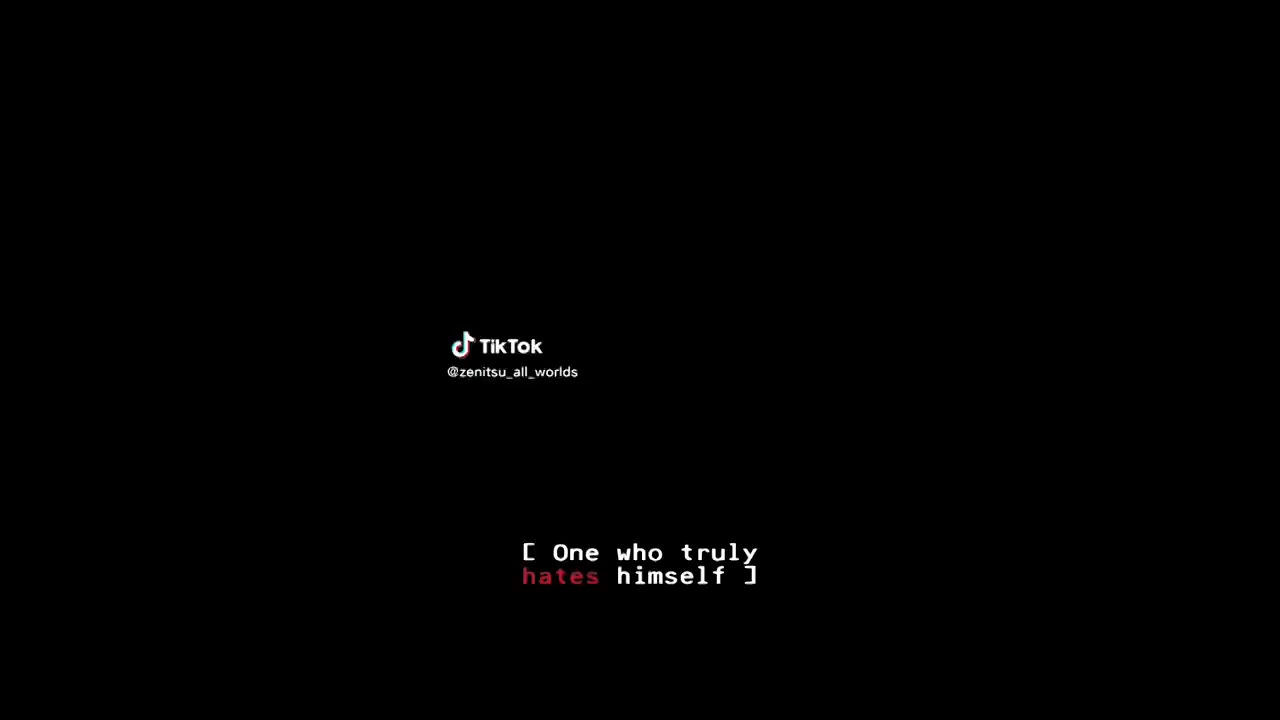 TikTok
@zenitsu_all_worlds
[ One who truly
hates himself ]